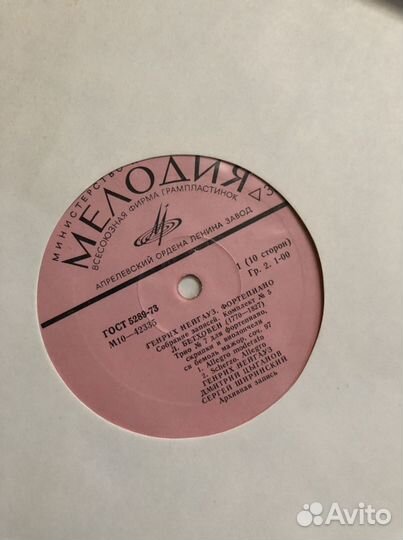 МИНИСТЕРСТВО
МЕЛОДИЯ
ВСЕСОЮЗНАЯ ФИРМА ГРАМПЛАСТИНОК
АПРЕЛЕВСКИЙ ОРДЕНА ЛЕНИНА ЗАВОД
ГОСТ 5289-73
М10—42335
1 (10 сторон)
Гр. 2. 1-00
ГЕНРИХ НЕЙГАУЗ, ФОРТЕПИАНО
Собрание записей. Комплект № 5
Л. БЕТХОВЕН (1770—1827)
Трио № 7 для фортепиано,
скрипки и виолончели
си бемоль мажор, соч. 97
1. Allegro moderato
2. Scherzo. Allegro
ГЕНРИХ НЕЙГАУЗ
ДМИТРИЙ ЦЫГАНОВ
СЕРГЕЙ ШИРИНСКИЙ
Архивная запись
Avito